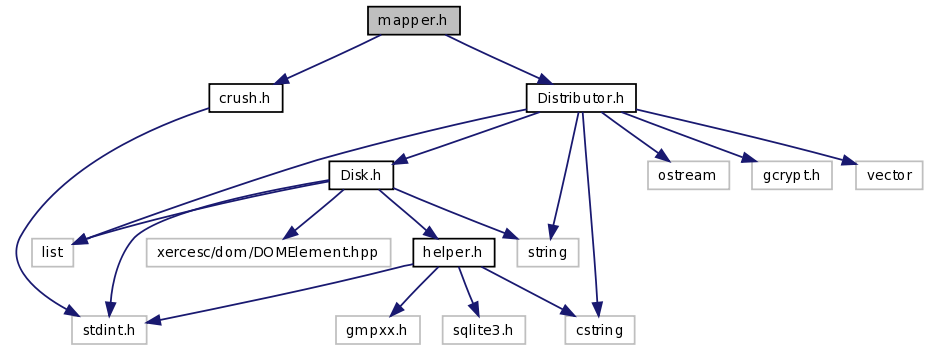 mapper.h
crush.h
Distributor.h
Disk.h
ostream
gcrypt.h
vector
list
xercesc/dom/DOMElement.hpp
helper.h
string
stdint.h
gmpxx.h
sqlite3.h
cstring